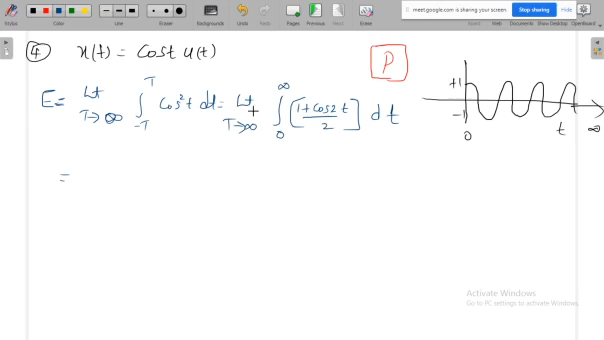 Stylus
Color
Line
Eraser
Backgrounds
Undo
Redo
Pages
Previous
Next
Erase
meet.google.com is sharing your screen.
Stop sharing
Hide
Board
Web
Documents
Show Desktop
OpenBoard
4 x(t) = Cost u(t)
P
E = Lt T→∞ ∫ -T T Cos²t dt = Lt T→∞ ∫ 0 ∞ [1+Cos2t / 2] dt
=
+1
-1
0 t ∞
Activate Windows
Go to PC settings to activate Windows.